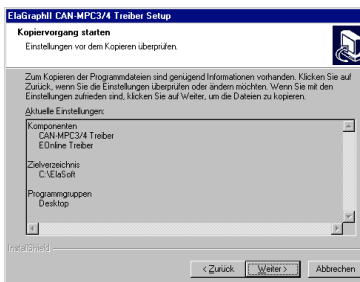 ElaGraphII CAN-MPC3/4 Treiber Setup
Kopiervorgang starten
Einstellungen vor dem Kopieren überprüfen.
Zum Kopieren der Programmdateien sind genügend Informationen vorhanden. Klicken Sie auf
Zurück, wenn Sie die Einstellungen überprüfen oder ändern möchten. Wenn Sie mit den
Einstellungen zufrieden sind, klicken Sie auf Weiter, um die Dateien zu kopieren.
Aktuelle Einstellungen:
Komponenten
CAN-MPC3/4 Treiber
EOnline Treiber
Zielverzeichnis
C:\ElaSoft
Programmgruppen
Desktop
InstallShield
< Zurück
Weiter >
Abbrechen